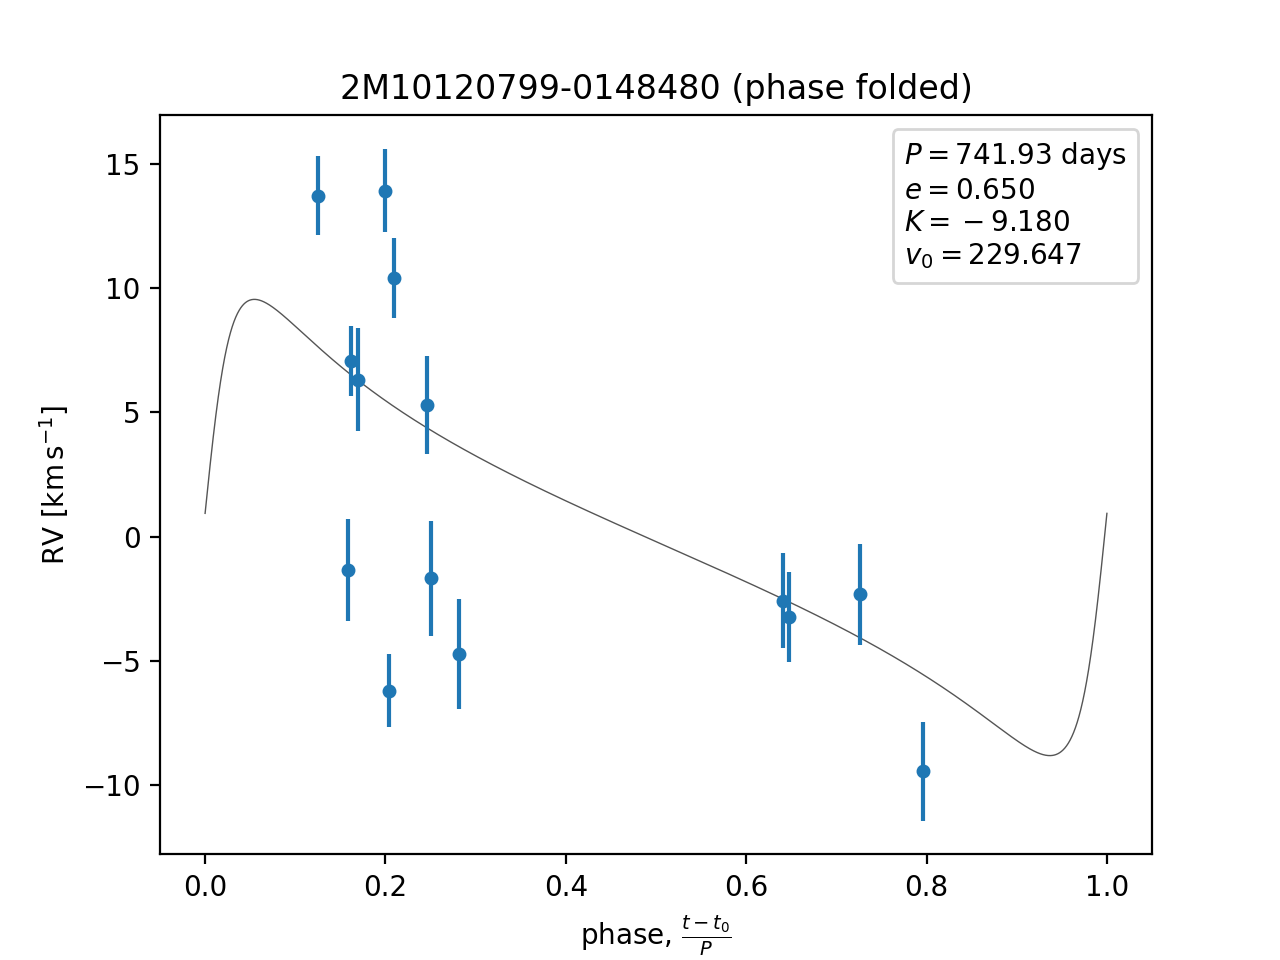 2M10120799-0148480 (phase folded)
P = 741.93 days
e = 0.650
K = −9.180
v₀ = 229.647
15
10
5
0
−5
−10
RV [km s⁻¹]
0.0 0.2 0.4 0.6 0.8 1.0
phase, (t − t₀)/P